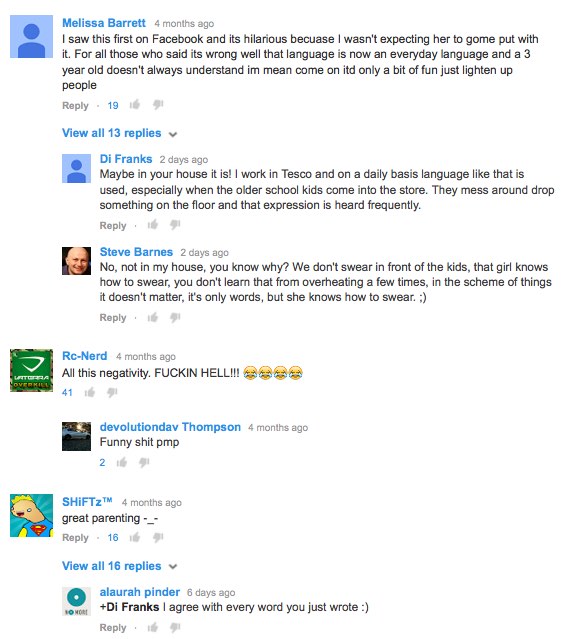 Melissa Barrett 4 months ago
I saw this first on Facebook and its hilarious becuase I wasn't expecting her to gome put with
it. For all those who said its wrong well that language is now an everyday language and a 3
year old doesn't always understand im mean come on itd only a bit of fun just lighten up
people
Reply · 19
View all 13 replies
Di Franks 2 days ago
Maybe in your house it is! I work in Tesco and on a daily basis language like that is
used, especially when the older school kids come into the store. They mess around drop
something on the floor and that expression is heard frequently.
Reply ·
Steve Barnes 2 days ago
No, not in my house, you know why? We don't swear in front of the kids, that girl knows
how to swear, you don't learn that from overheating a few times, in the scheme of things
it doesn't matter, it's only words, but she knows how to swear. ;)
Reply ·
VATERRA
OVERKILL
Rc-Nerd 4 months ago
All this negativity. FUCKIN HELL!!! 😂😂😂😂
41
devolutiondav Thompson 4 months ago
Funny shit pmp
2
SHiFTz™ 4 months ago
great parenting -_-
Reply · 16
View all 16 replies
NO MORE
alaurah pinder 6 days ago
+Di Franks I agree with every word you just wrote :)
Reply ·